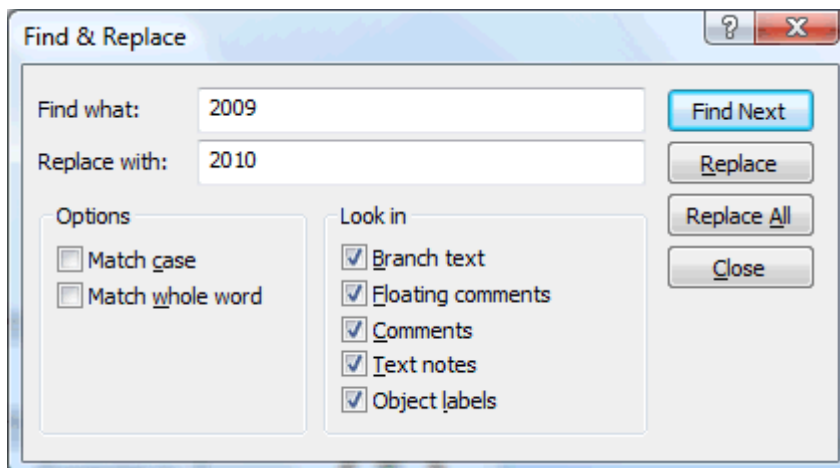 Find & Replace
Find what: 2009
Find Next
Replace with: 2010
Replace
Options
Match case
Match whole word
Look in
Branch text
Floating comments
Comments
Text notes
Object labels
Replace All
Close